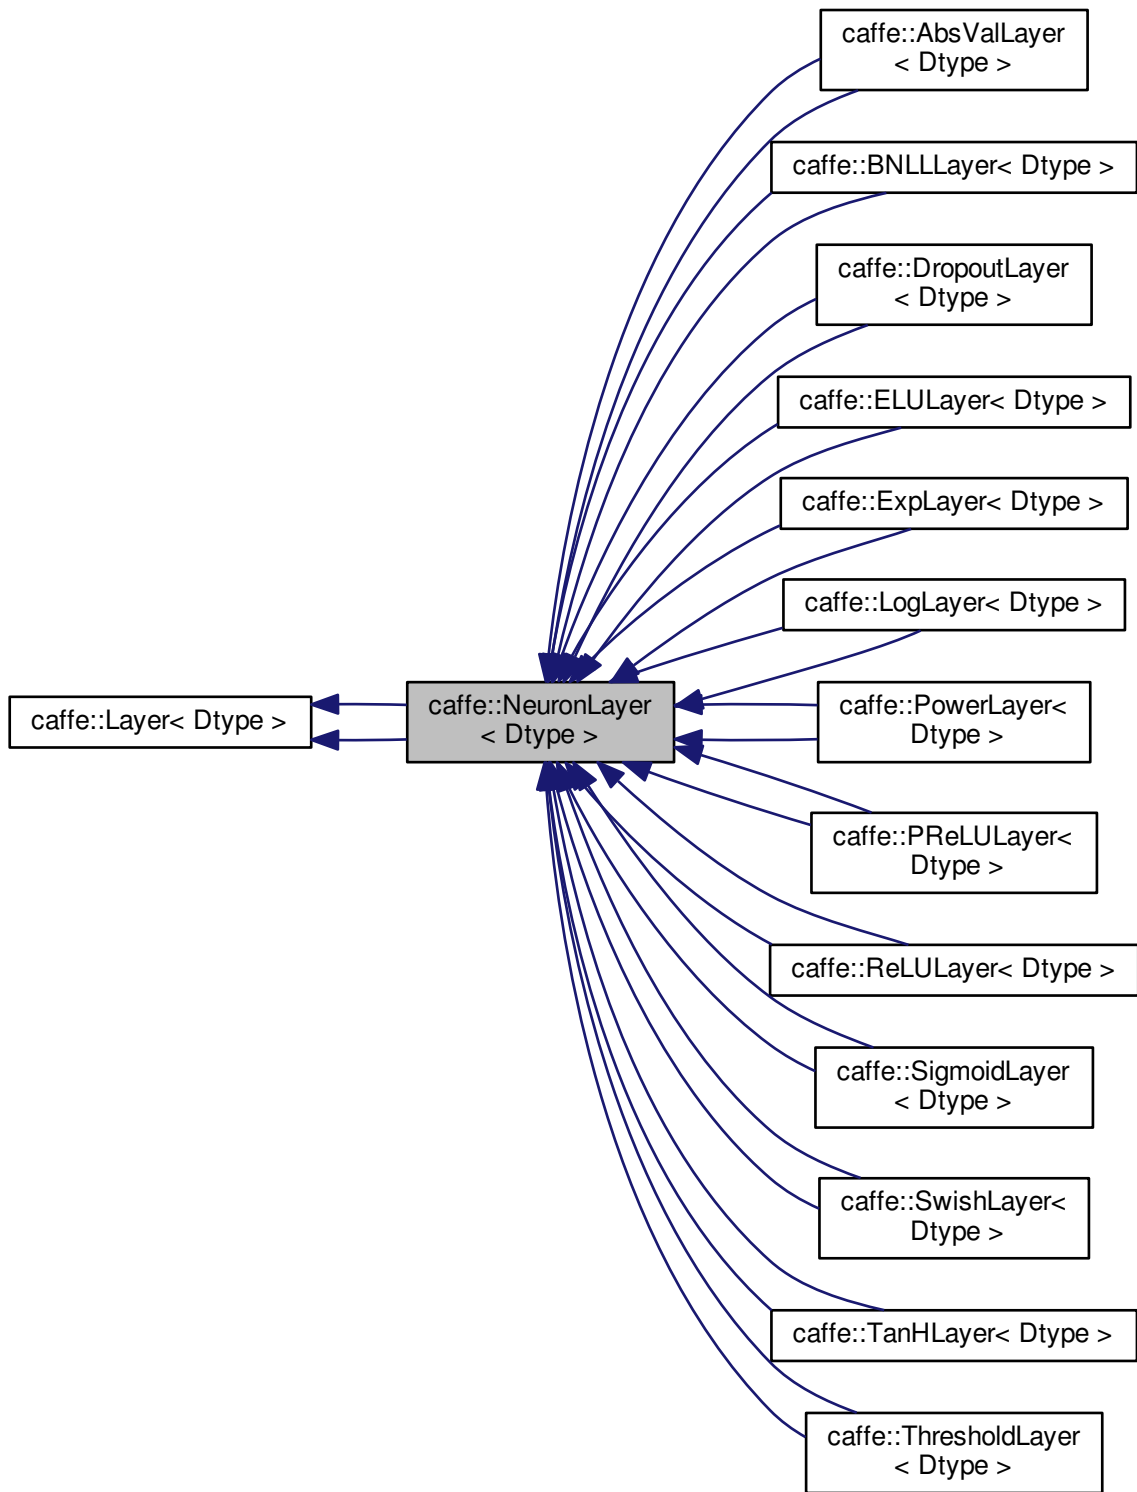 caffe::AbsValLayer
< Dtype >
caffe::BNLLLayer< Dtype >
caffe::DropoutLayer
< Dtype >
caffe::ELULayer< Dtype >
caffe::ExpLayer< Dtype >
caffe::LogLayer< Dtype >
caffe::Layer< Dtype >
caffe::NeuronLayer
< Dtype >
caffe::PowerLayer<
Dtype >
caffe::PReLULayer<
Dtype >
caffe::ReLULayer< Dtype >
caffe::SigmoidLayer
< Dtype >
caffe::SwishLayer<
Dtype >
caffe::TanHLayer< Dtype >
caffe::ThresholdLayer
< Dtype >